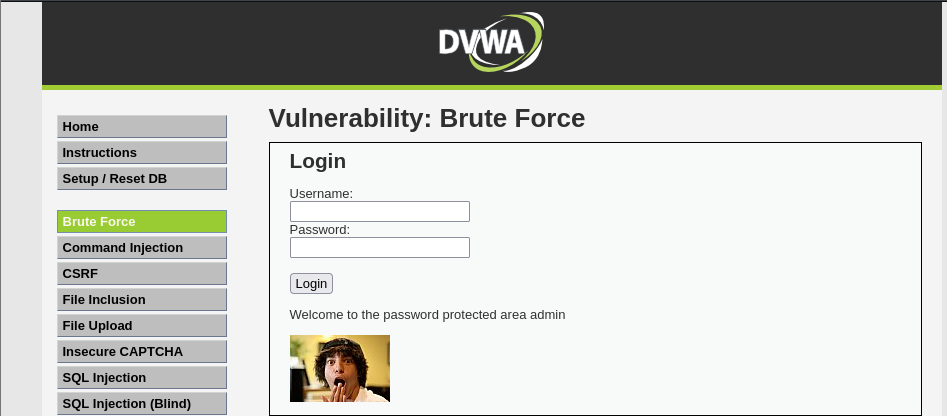 DVWA
Home
Instructions
Setup / Reset DB
Brute Force
Command Injection
CSRF
File Inclusion
File Upload
Insecure CAPTCHA
SQL Injection
SQL Injection (Blind)
Vulnerability: Brute Force
Login
Username:
Password:
Login
Welcome to the password protected area admin